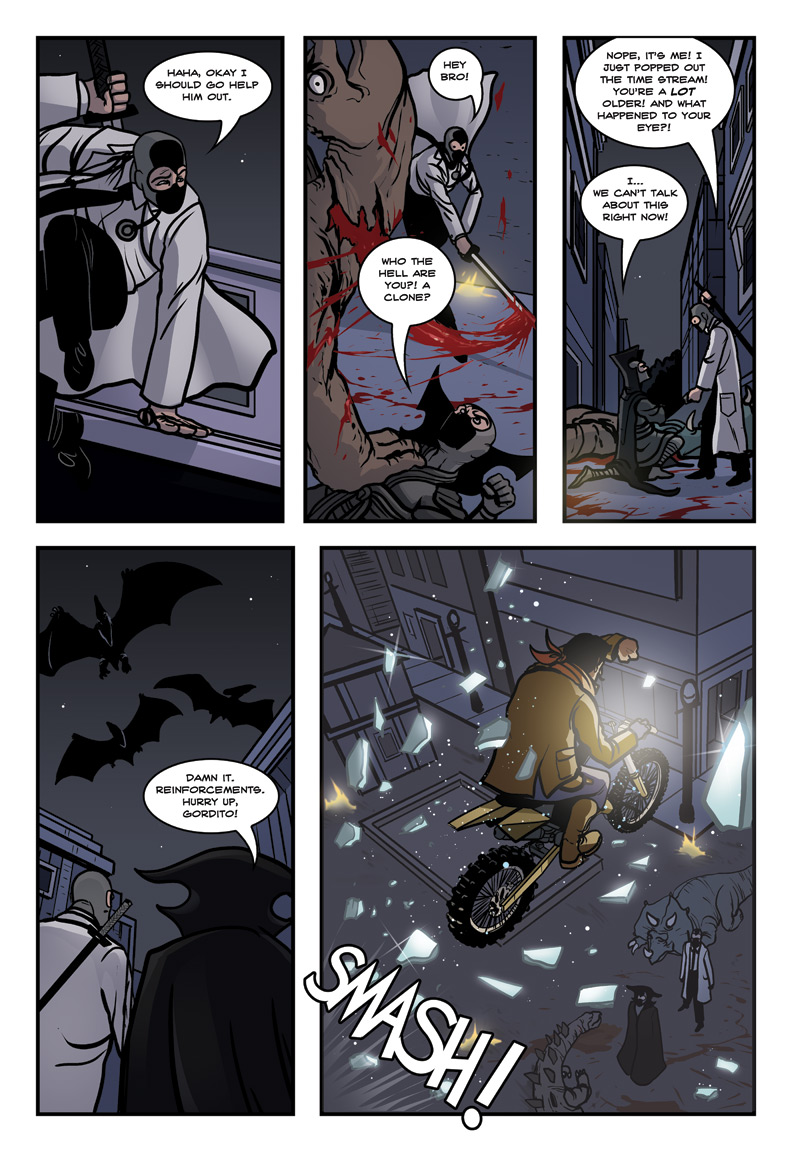 HAHA, OKAY I
SHOULD GO HELP
HIM OUT.
HEY
BRO!
WHO THE
HELL ARE
YOU?! A
CLONE?
NOPE, IT'S ME! I
JUST POPPED OUT
THE TIME STREAM!
YOU'RE A LOT
OLDER! AND WHAT
HAPPENED TO YOUR
EYE?!
I...
WE CAN'T TALK
ABOUT THIS
RIGHT NOW!
DAMN IT.
REINFORCEMENTS.
HURRY UP,
GORDITO!
SMASH!